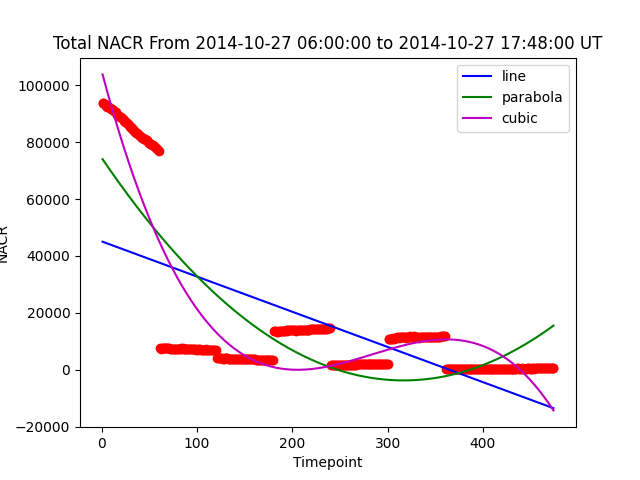 Total NACR From 2014-10-27 06:00:00 to 2014-10-27 17:48:00 UT
line
parabola
cubic
100000
80000
60000
40000
20000
0
−20000
NACR
0 100 200 300 400
Timepoint